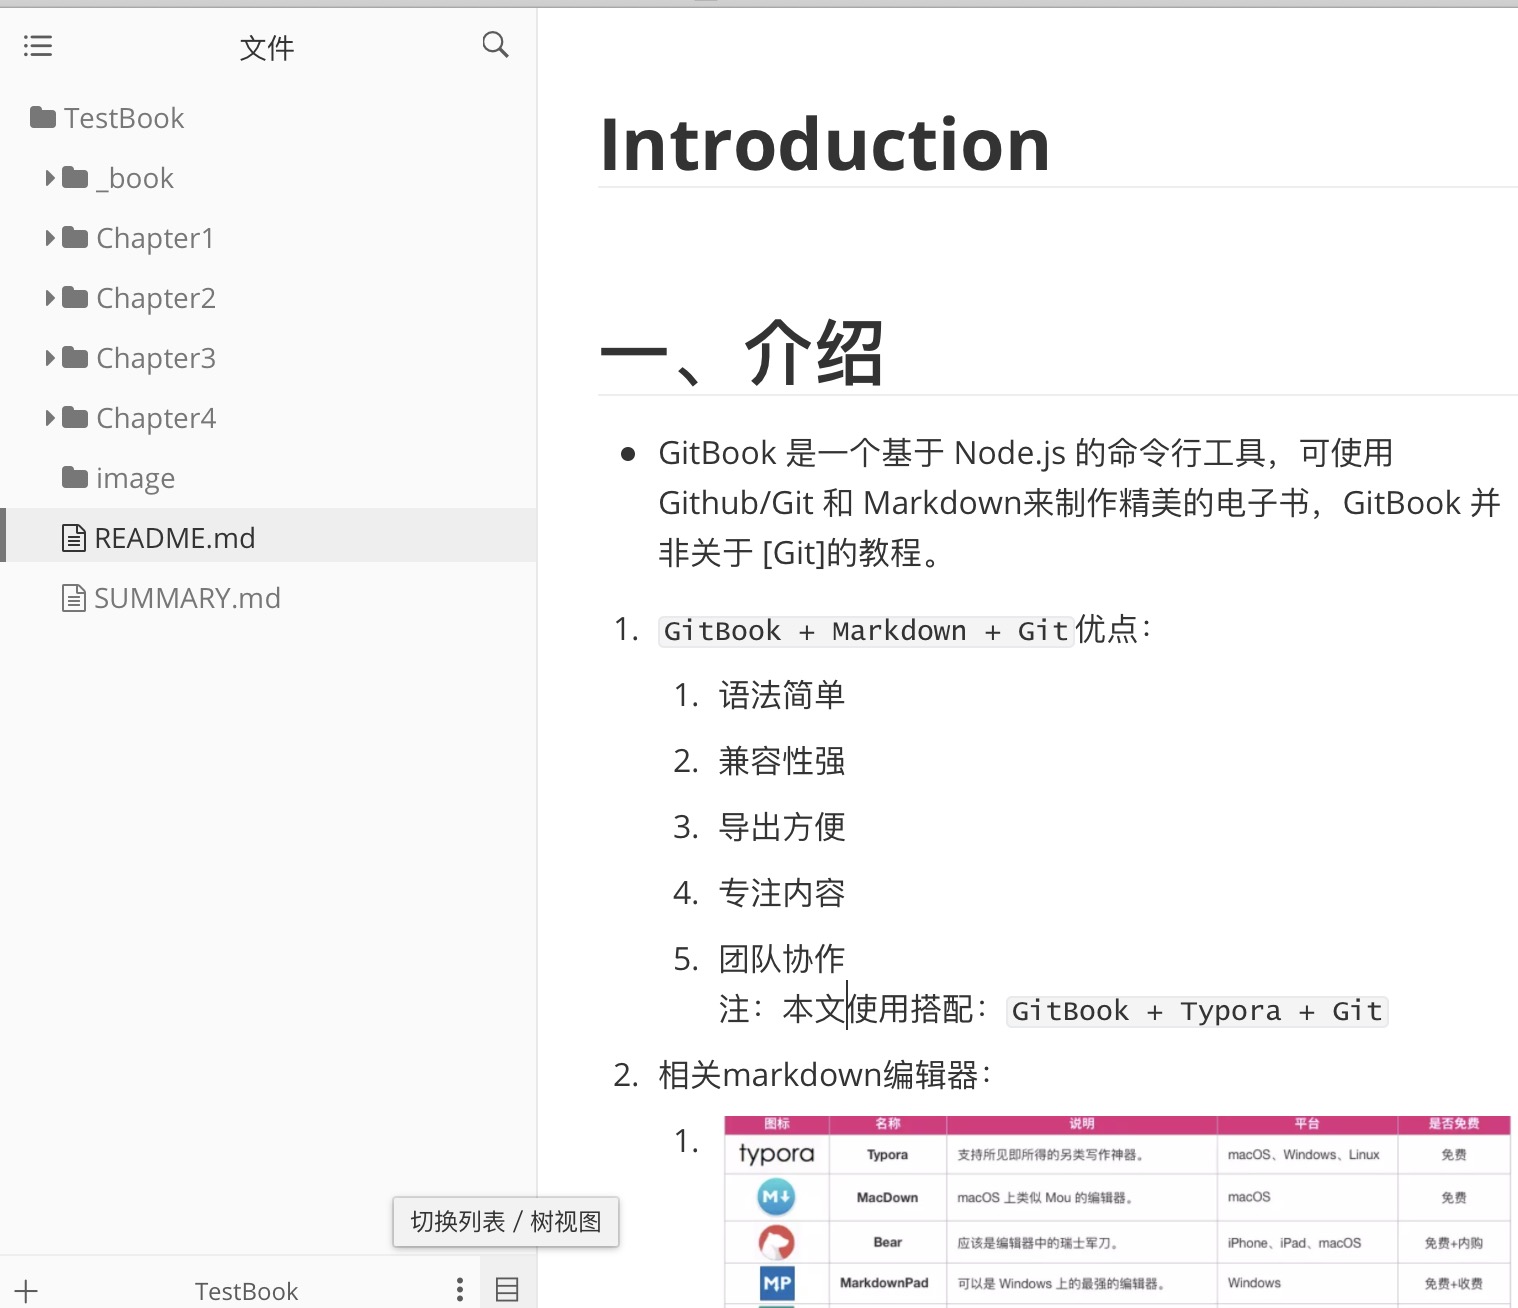 文件
TestBook
_book
Chapter1
Chapter2
Chapter3
Chapter4
image
README.md
SUMMARY.md
切换列表 / 树视图
TestBook
Introduction
一、介绍
GitBook 是一个基于 Node.js 的命令行工具，可使用
Github/Git 和 Markdown来制作精美的电子书，GitBook 并
非关于 [Git]的教程。
1. GitBook + Markdown + Git优点：
1. 语法简单
2. 兼容性强
3. 导出方便
4. 专注内容
5. 团队协作
注：本文使用搭配： GitBook + Typora + Git
2. 相关markdown编辑器：
1.
图标 名称 说明 平台 是否免费
typora Typora 支持所见即所得的另类写作神器。 macOS、Windows、Linux 免费
M MacDown macOS 上类似 Mou 的编辑器。 macOS 免费
Bear 应该是编辑器中的瑞士军刀。 iPhone、iPad、macOS 免费+内购
MP MarkdownPad 可以是 Windows 上的最强的编辑器。 Windows 免费+收费